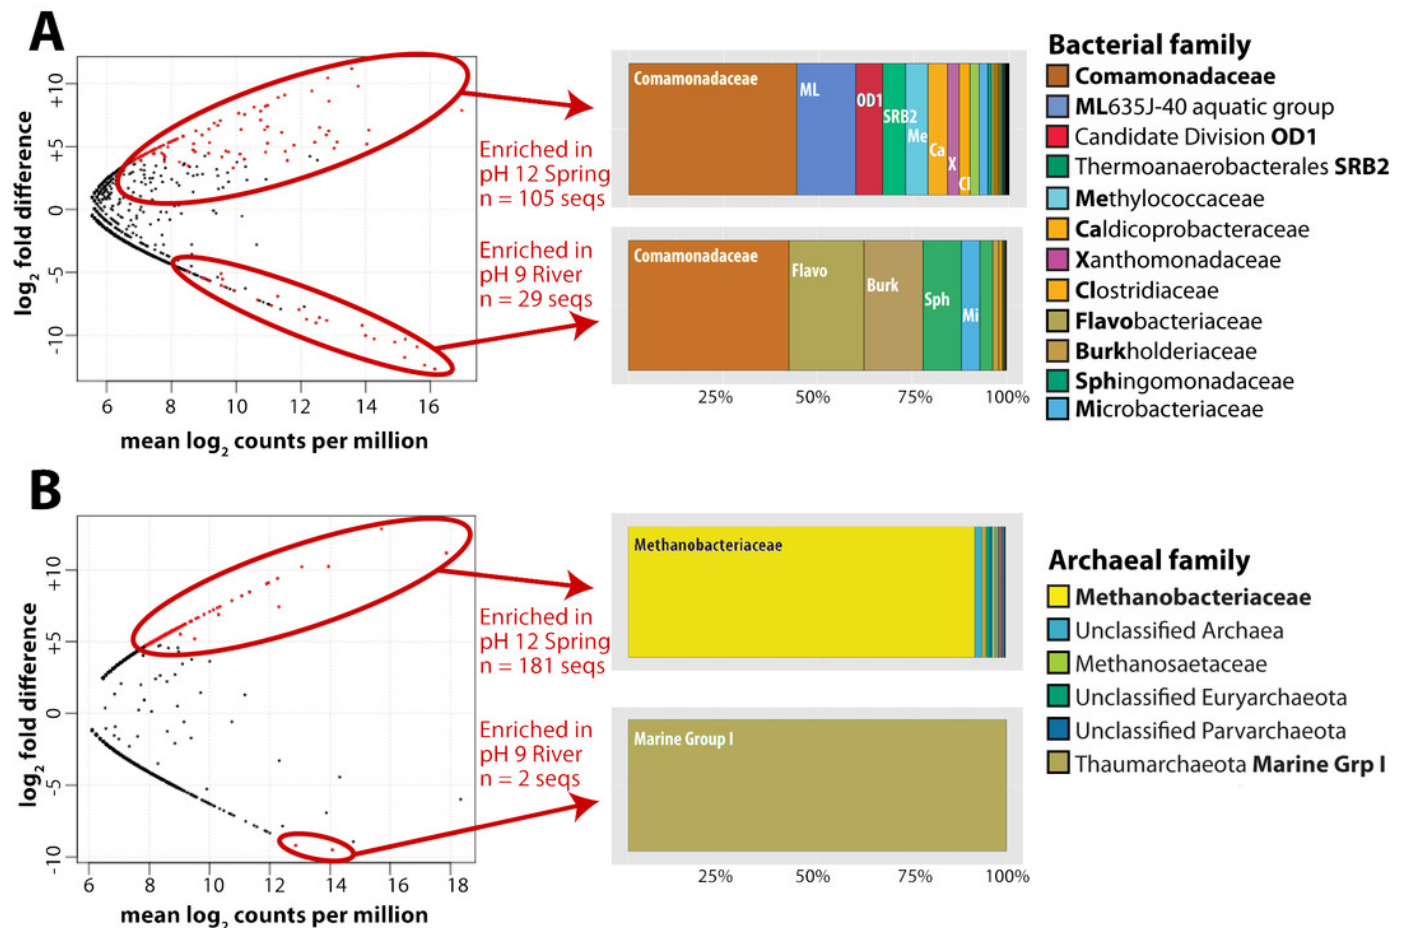 A
log2 fold difference
+10
+5
0
-5
-10
6 8 10 12 14 16
mean log2 counts per million
Enriched in
pH 12 Spring
n = 105 seqs
Enriched in
pH 9 River
n = 29 seqs
Comamonadaceae ML OD1 SRB2 Me Ca X Cl
Comamonadaceae Flavo Burk Sph Mi
25% 50% 75% 100%
Bacterial family
Comamonadaceae
ML635J-40 aquatic group
Candidate Division OD1
Thermoanaerobacterales SRB2
Methylococcaceae
Caldicoprobacteraceae
Xanthomonadaceae
Clostridiaceae
Flavobacteriaceae
Burkholderiaceae
Sphingomonadaceae
Microbacteriaceae
B
log2 fold difference
+10
+5
0
-5
-10
6 8 10 12 14 16 18
mean log2 counts per million
Enriched in
pH 12 Spring
n = 181 seqs
Enriched in
pH 9 River
n = 2 seqs
Methanobacteriaceae
Marine Group I
25% 50% 75% 100%
Archaeal family
Methanobacteriaceae
Unclassified Archaea
Methanosaetaceae
Unclassified Euryarchaeota
Unclassified Parvarchaeota
Thaumarchaeota Marine Grp I